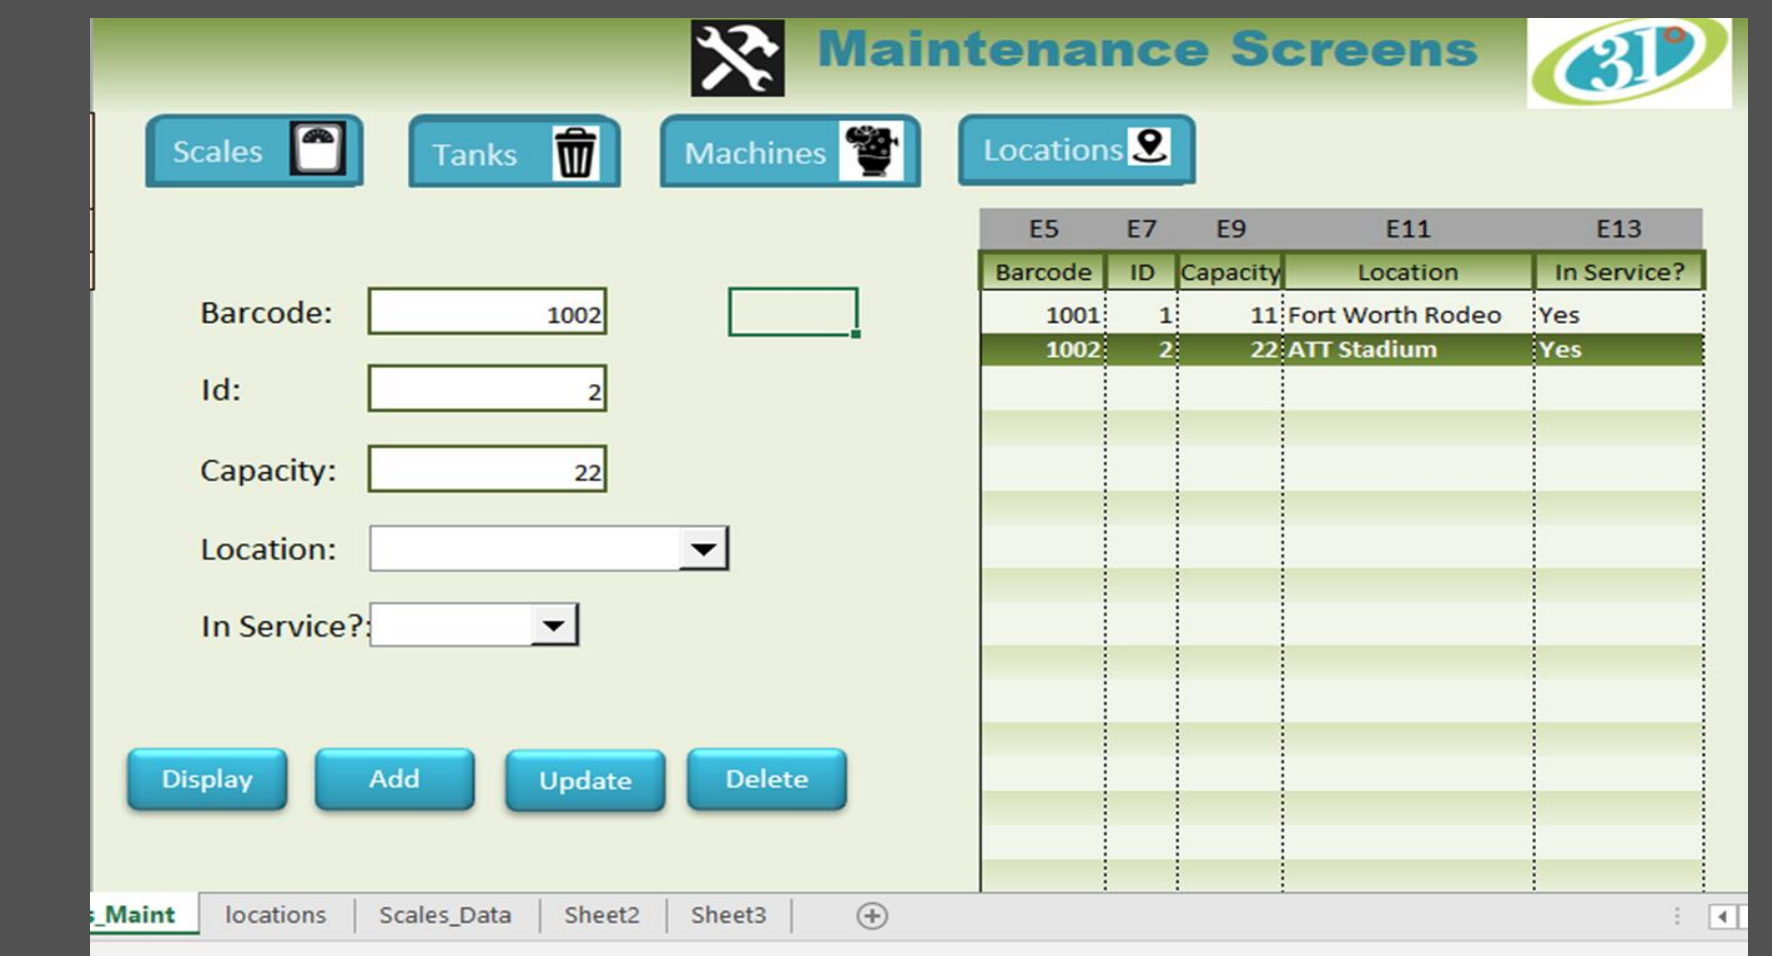 Maintenance Screens
31°
Scales
Tanks
Machines
Locations
E5 E7 E9 E11 E13
Barcode ID Capacity Location In Service?
1001 1 11 Fort Worth Rodeo Yes
1002 2 22 ATT Stadium Yes
Barcode: 1002
Id: 2
Capacity: 22
Location:
In Service?:
Display
Add
Update
Delete
s_Maint locations Scales_Data Sheet2 Sheet3